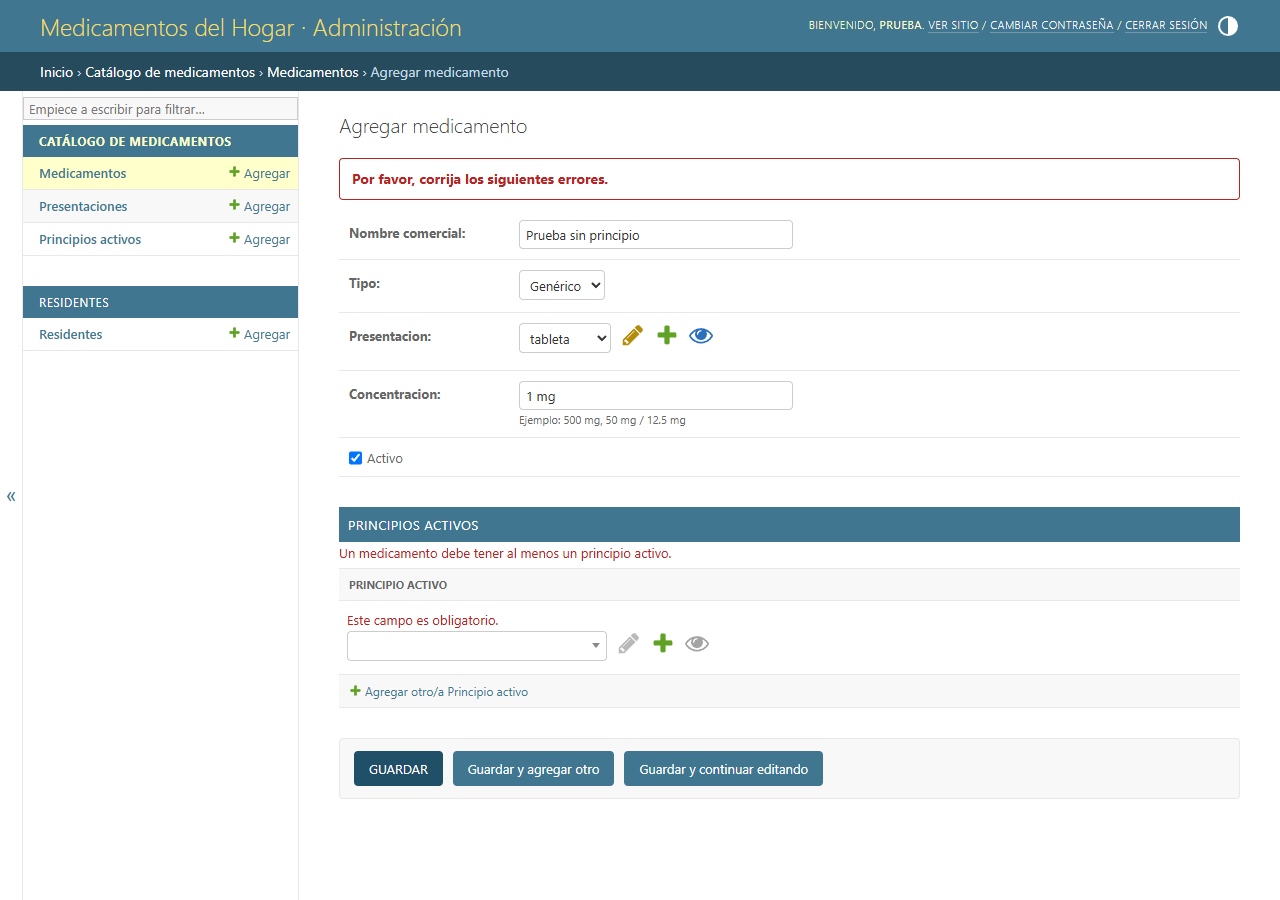 Medicamentos del Hogar · Administración
BIENVENIDO, PRUEBA. VER SITIO / CAMBIAR CONTRASEÑA / CERRAR SESIÓN
Inicio › Catálogo de medicamentos › Medicamentos › Agregar medicamento
Empiece a escribir para filtrar...
CATÁLOGO DE MEDICAMENTOS
Medicamentos Agregar
Presentaciones Agregar
Principios activos Agregar
RESIDENTES
Residentes Agregar
«
Agregar medicamento
Por favor, corrija los siguientes errores.
Nombre comercial: Prueba sin principio
Tipo: Genérico
Presentacion: tableta
Concentracion: 1 mg
Ejemplo: 500 mg, 50 mg / 12.5 mg
Activo
PRINCIPIOS ACTIVOS
Un medicamento debe tener al menos un principio activo.
PRINCIPIO ACTIVO
Este campo es obligatorio.
Agregar otro/a Principio activo
GUARDAR Guardar y agregar otro Guardar y continuar editando